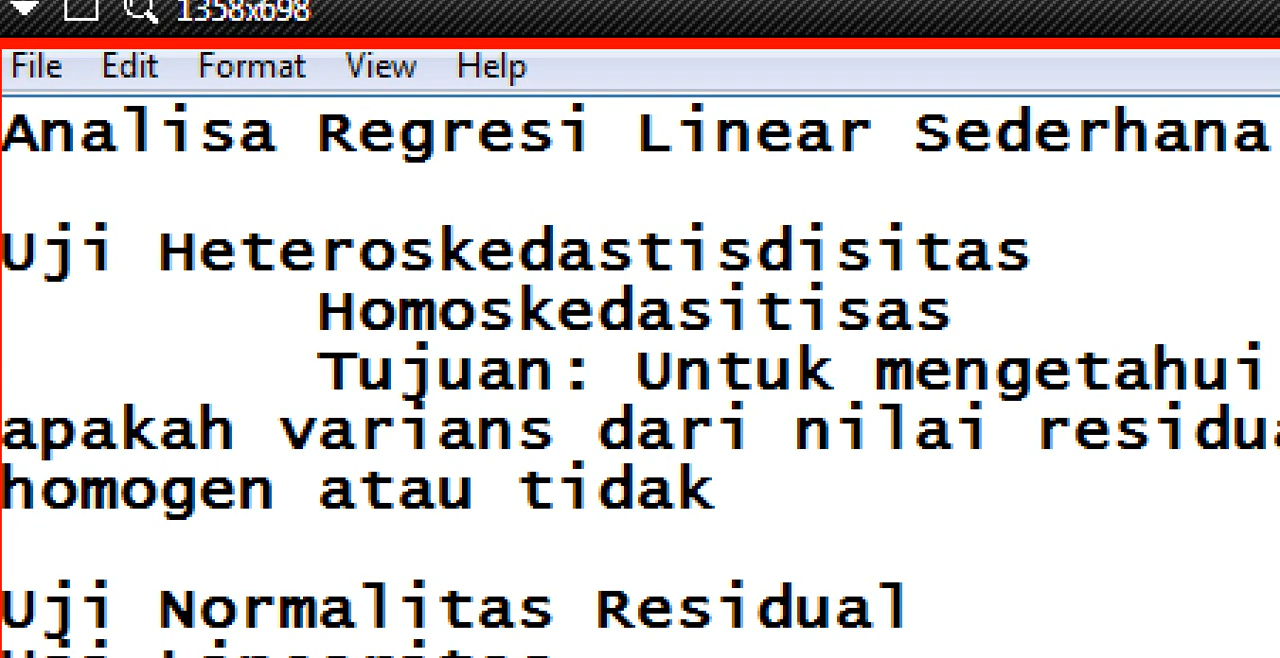 1358x698
File Edit Format View Help
Analisa Regresi Linear Sederhana
Uji Heteroskedastisdisitas
Homoskedasitisas
Tujuan: Untuk mengetahui
apakah varians dari nilai
homogen atau tidak
Uji Normalitas Residual